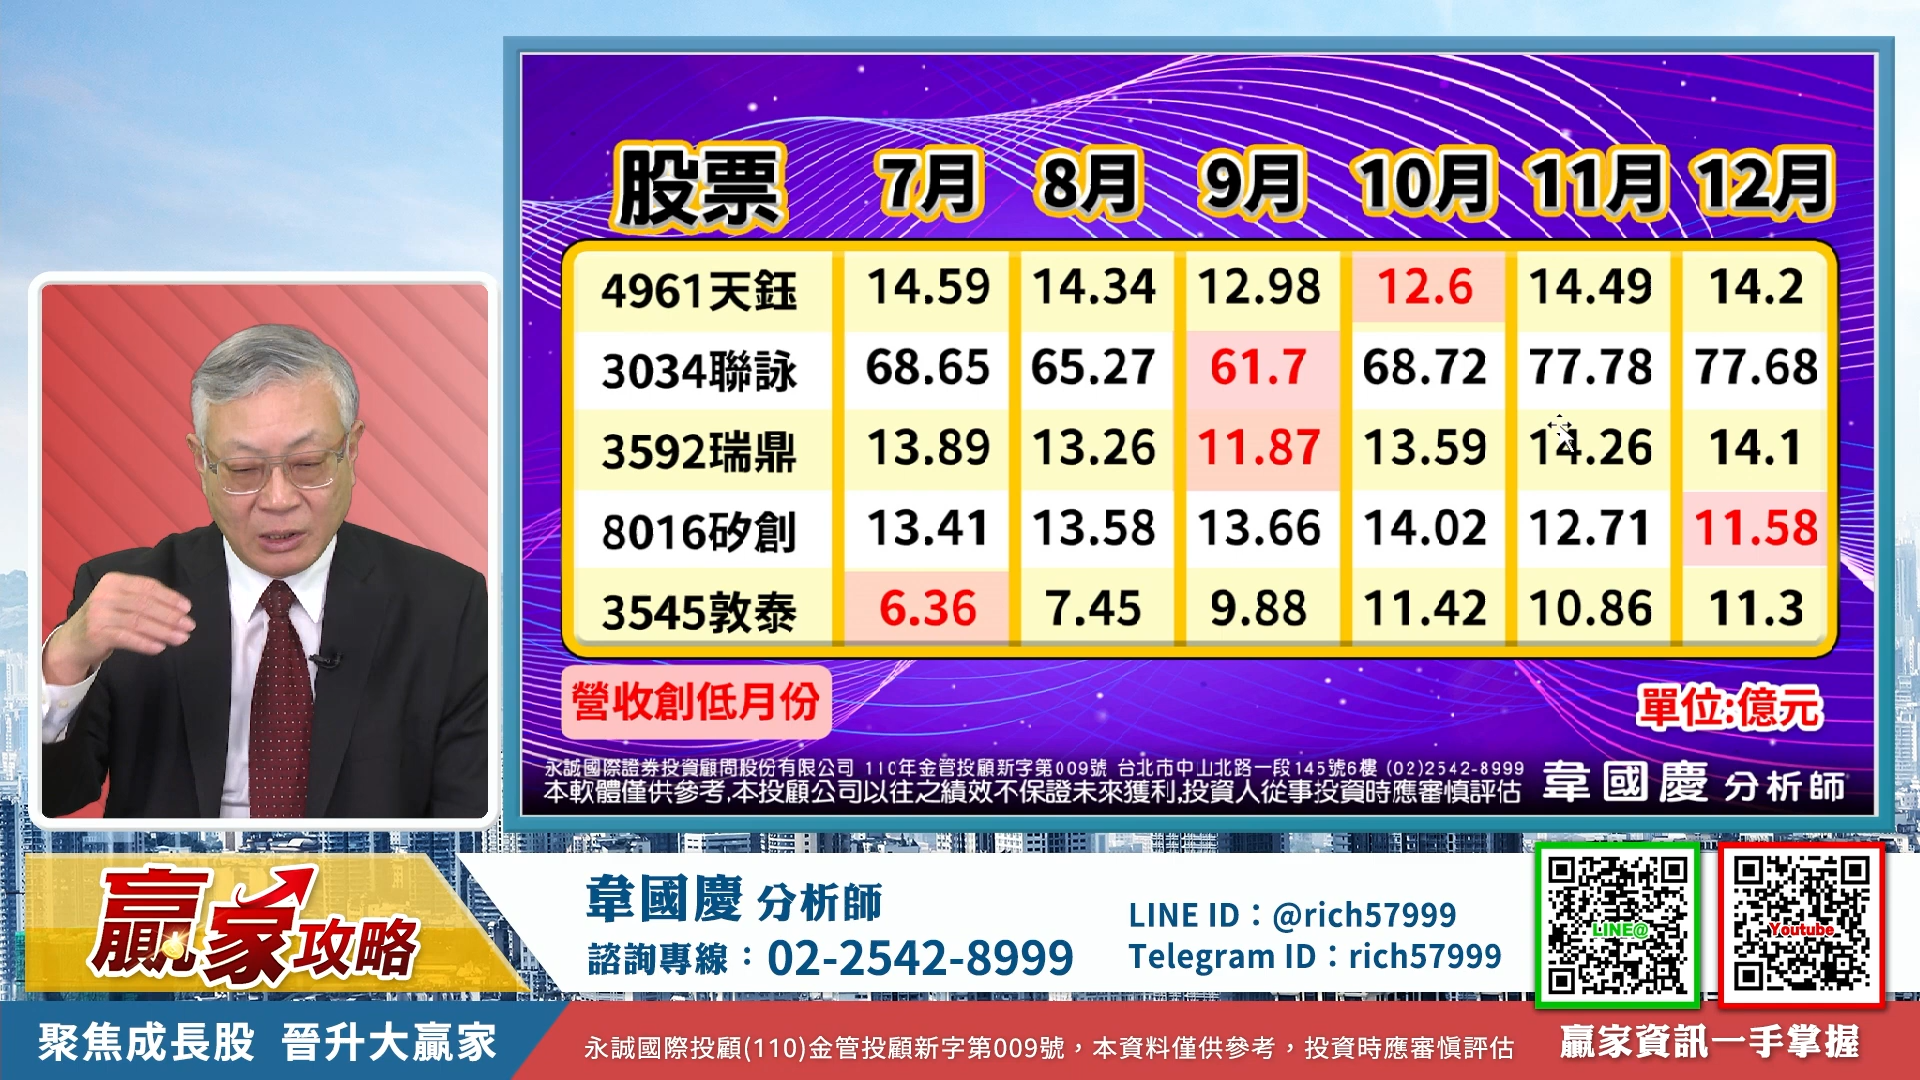 股票 7月 8月 9月 10月 11月 12月
4961天鈺 14.59 14.34 12.98 12.6 14.49 14.2
3034聯詠 68.65 65.27 61.7 68.72 77.78 77.68
3592瑞鼎 13.89 13.26 11.87 13.59 14.26 14.1
8016矽創 13.41 13.58 13.66 14.02 12.71 11.58
3545敦泰 6.36 7.45 9.88 11.42 10.86 11.3
營收創低月份
單位:億元
永誠國際證券投資顧問股份有限公司 110年金管投顧新字第009號 台北市中山北路一段145號6樓 (02)2542-8999
本軟體僅供參考,本投顧公司以往之績效不保證未來獲利,投資人從事投資時應審慎評估
韋國慶 分析師
贏家攻略
韋國慶 分析師
諮詢專線：02-2542-8999
LINE ID：@rich57999
Telegram ID：rich57999
LINE@
Youtube
聚焦成長股 晉升大贏家
永誠國際投顧(110)金管投顧新字第009號，本資料僅供參考，投資時應審慎評估
贏家資訊一手掌握